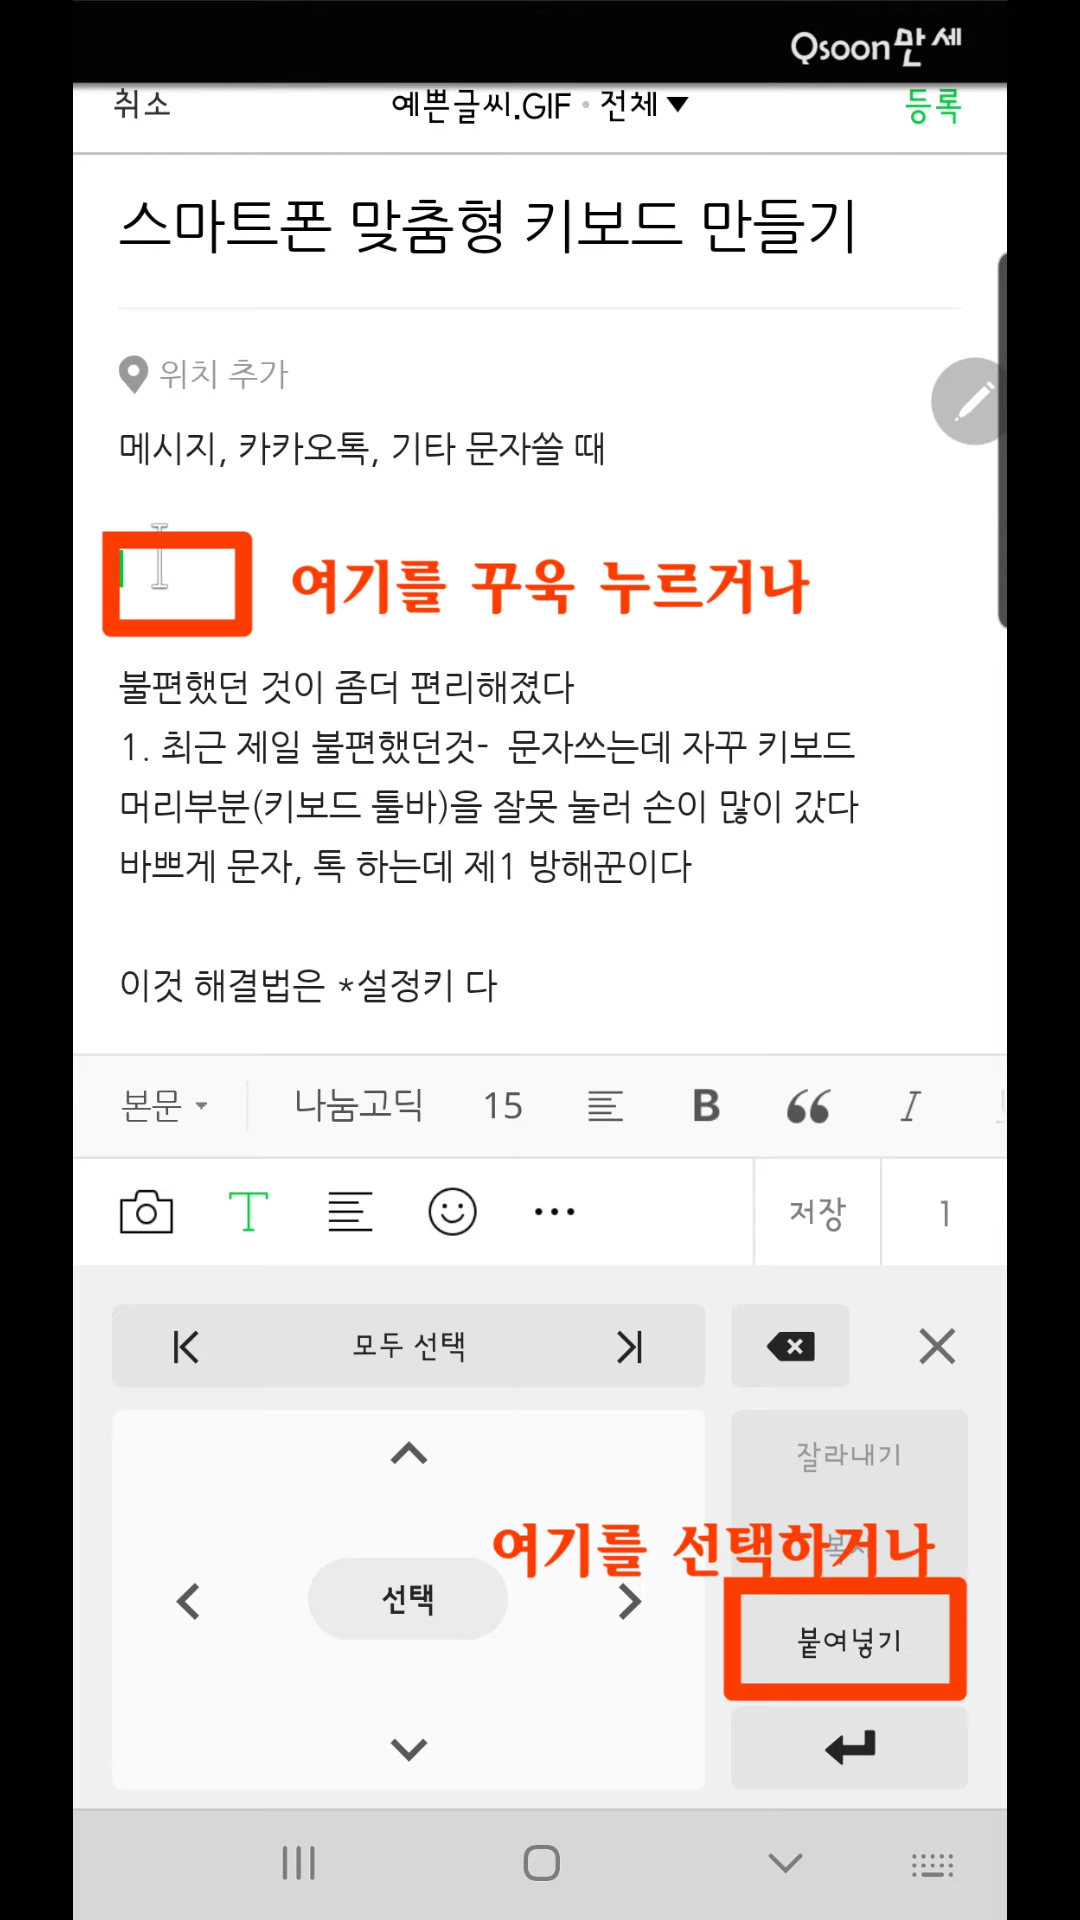 Qsoon만세
취소
예쁜글씨.GIF • 전체 ▼
등록
스마트폰 맞춤형 키보드 만들기
위치 추가
메시지, 카카오톡, 기타 문자쓸 때
여기를 꾸욱 누르거나
불편했던 것이 좀더 편리해졌다
1. 최근 제일 불편했던것- 문자쓰는데 자꾸 키보드
머리부분(키보드 툴바)을 잘못 눌러 손이 많이 갔다
바쁘게 문자, 톡 하는데 제1 방해꾼이다
이것 해결법은 *설정키 다
본문 나눔고딕 15 B I
T 저장 1
모두 선택
잘라내기
여기를 선택하거나
선택
붙여넣기